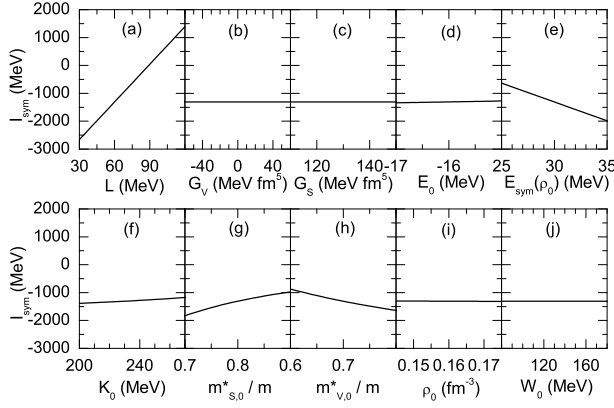 2000
1000
0
-1000
-2000
-3000
I_sym (MeV)
(a) (b) (c) (d) (e)
30 60 90 -40 0 40 120 140 -17 -16 25 30 35
L (MeV) G_V (MeV fm^5) G_S (MeV fm^5) E_0 (MeV) E_sym(ρ_0) (MeV)
2000
1000
0
-1000
-2000
-3000
I_sym (MeV)
(f) (g) (h) (i) (j)
200 240 0.7 0.8 0.6 0.7 0.15 0.16 0.17 120 160
K_0 (MeV) m*_S,0 / m m*_V,0 / m ρ_0 (fm^-3) W_0 (MeV)